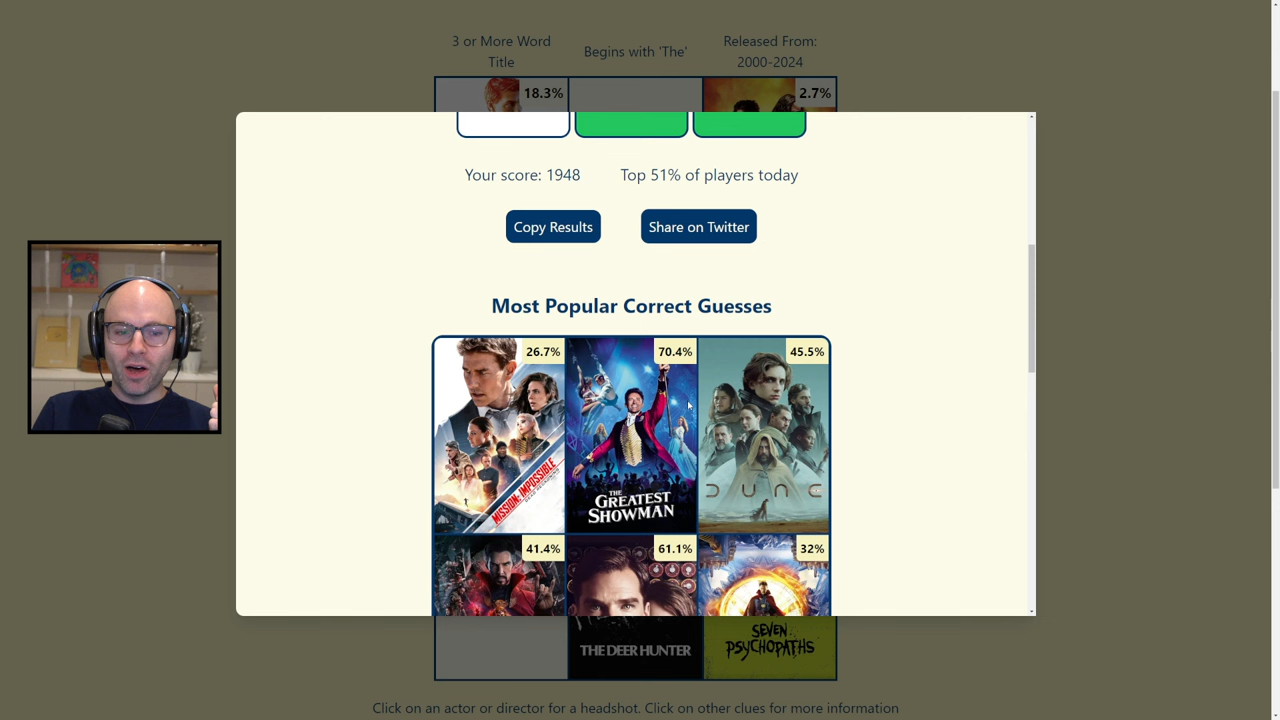 3 or More Word
Title
Begins with 'The'
Released From:
2000-2024
18.3%
2.7%
Your score: 1948
Top 51% of players today
Copy Results
Share on Twitter
Most Popular Correct Guesses
26.7%
70.4%
45.5%
MISSION: IMPOSSIBLE
THE
GREATEST
SHOWMAN
DUNE
41.4%
61.1%
32%
THE DEER HUNTER
SEVEN
PSYCHOPATHS
Click on an actor or director for a headshot. Click on other clues for more information